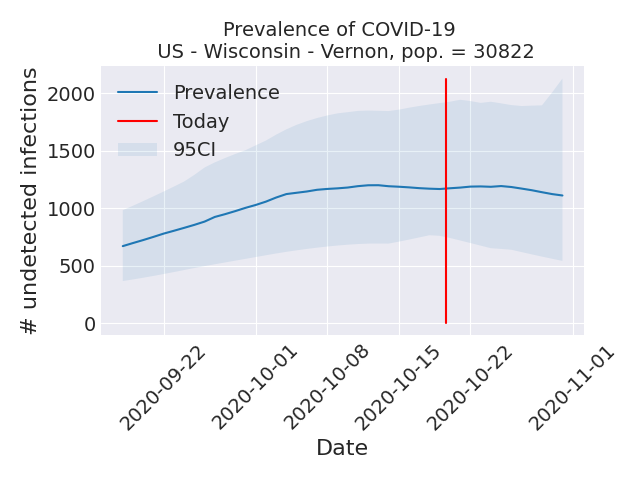 Prevalence of COVID-19
US - Wisconsin - Vernon, pop. = 30822
# undetected infections
2000
1500
1000
500
0
Prevalence
Today
95CI
2020-09-22
2020-10-01
2020-10-08
2020-10-15
2020-10-22
2020-11-01
Date